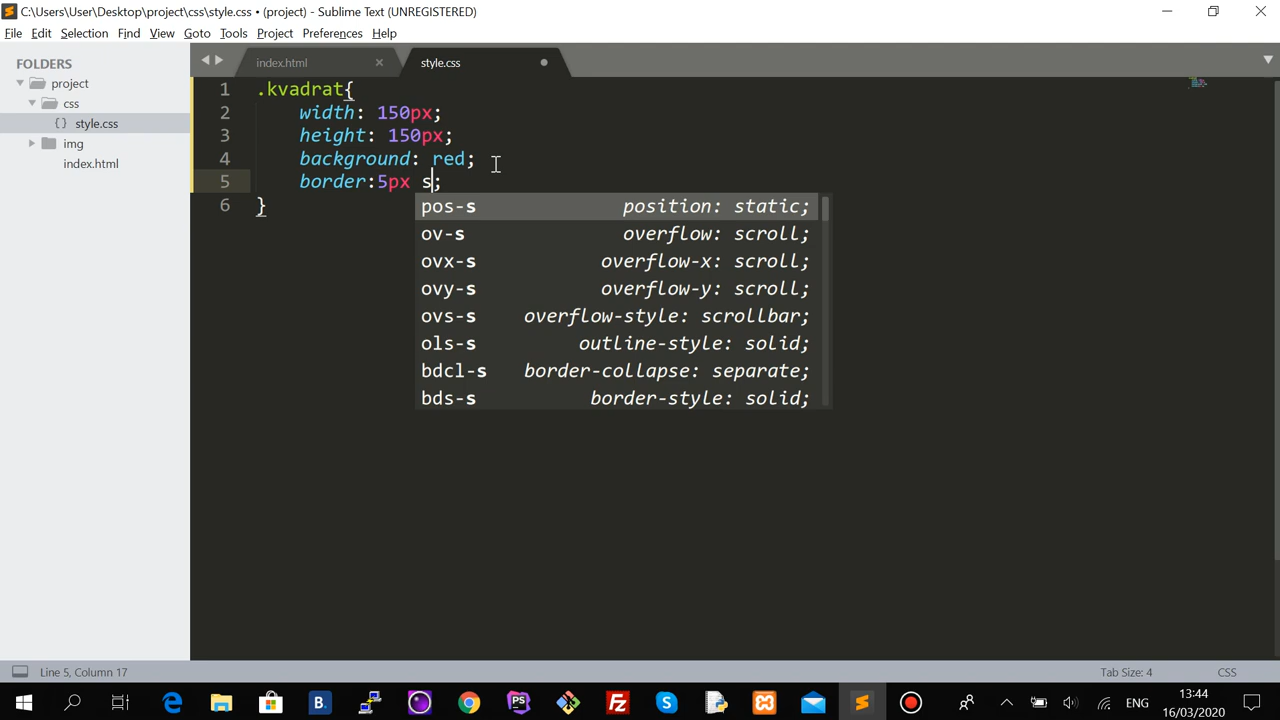 C:\Users\User\Desktop\project\css\style.css • (project) - Sublime Text (UNREGISTERED)
File Edit Selection Find View Goto Tools Project Preferences Help
FOLDERS
project
css
{} style.css
img
index.html
index.html ×
style.css
1 .kvadrat{
2 width: 150px;
3 height: 150px;
4 background: red;
5 border:5px s;
6 }
pos-s position: static;
ov-s overflow: scroll;
ovx-s overflow-x: scroll;
ovy-s overflow-y: scroll;
ovs-s overflow-style: scrollbar;
ols-s outline-style: solid;
bdcl-s border-collapse: separate;
bds-s border-style: solid;
Line 5, Column 17
Tab Size: 4
CSS
B.
PS
Fz
ENG
13:44
16/03/2020